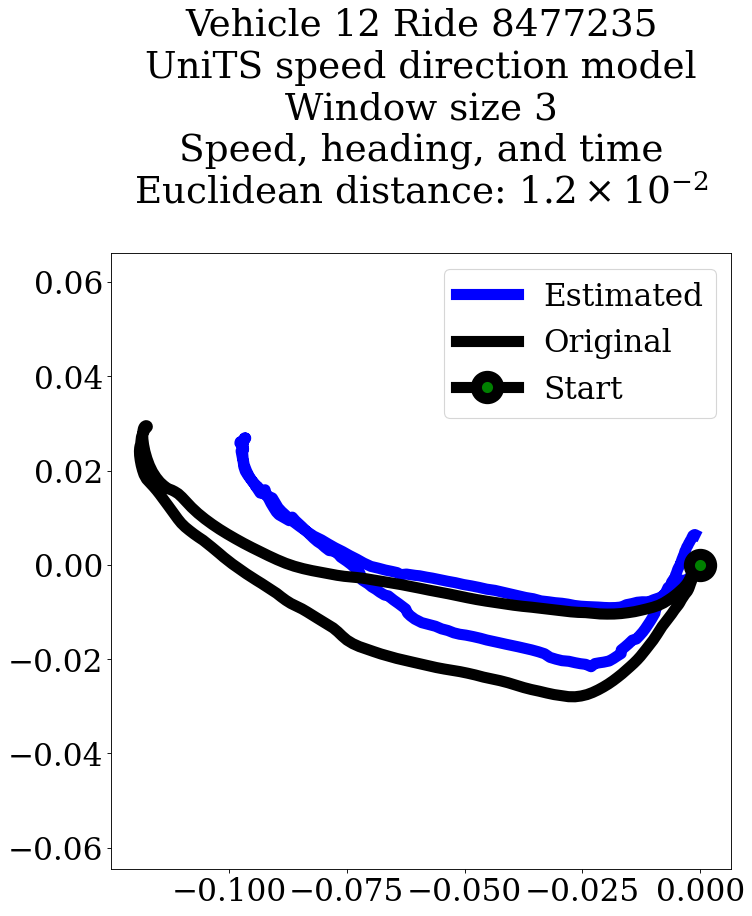 Vehicle 12 Ride 8477235
UniTS speed direction model
Window size 3
Speed, heading, and time
Euclidean distance: 1.2 × 10⁻²
Estimated
Original
Start
0.06
0.04
0.02
0.00
−0.02
−0.04
−0.06
−0.100 −0.075 −0.050 −0.025 0.000